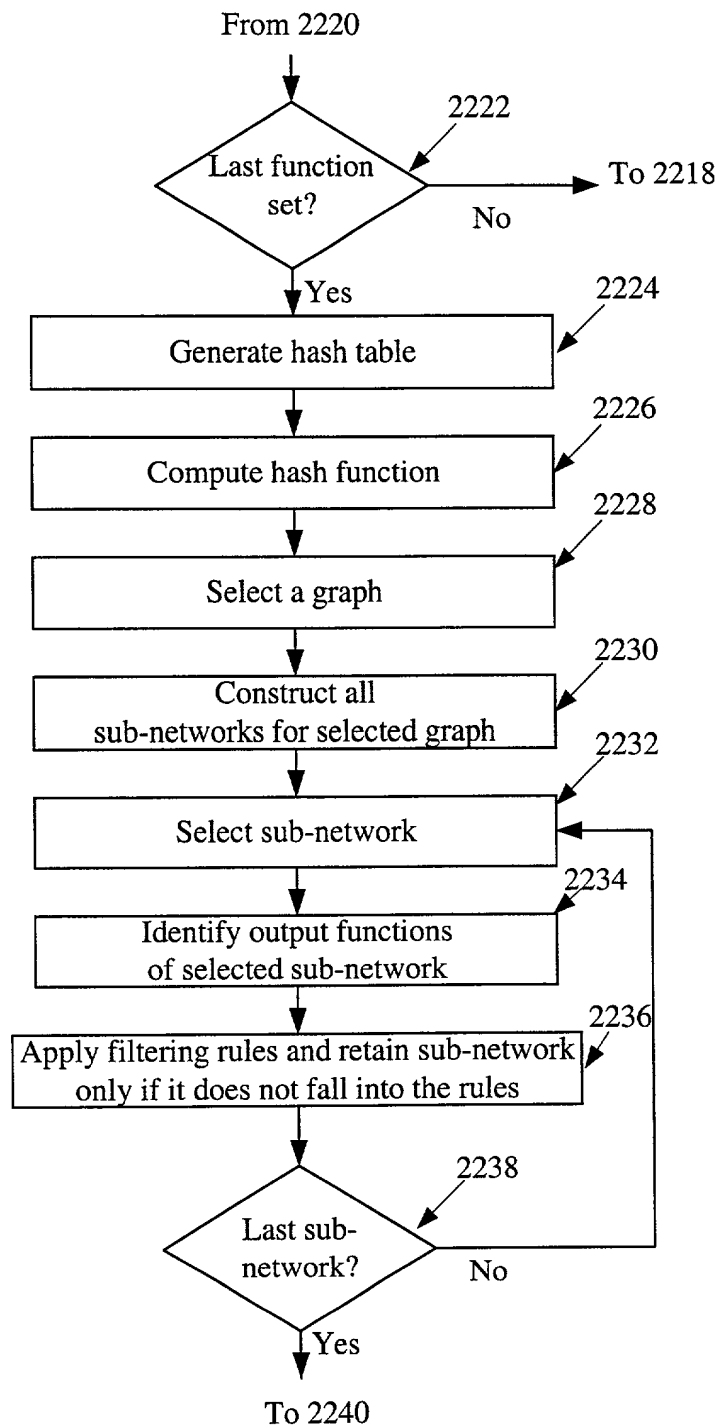 From 2220
2222
Last function
set?
To 2218
No
Yes
2224
Generate hash table
2226
Compute hash function
2228
Select a graph
2230
Construct all
sub-networks for selected graph
2232
Select sub-network
2234
Identify output functions
of selected sub-network
2236
Apply filtering rules and retain sub-network
only if it does not fall into the rules
2238
Last sub-
network?
No
Yes
To 2240